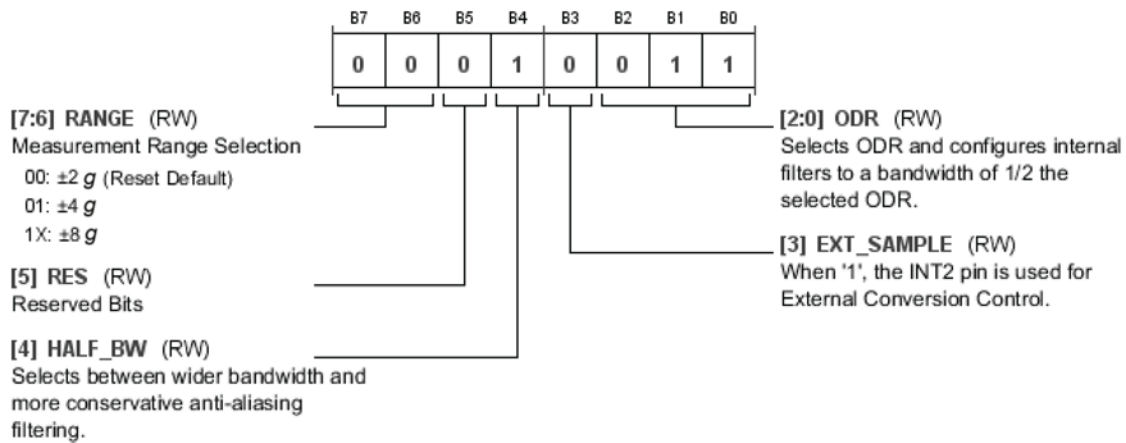 B7 B6 B5 B4 B3 B2 B1 B0
0 0 0 1 0 0 1 1
[7:6] RANGE (RW)
Measurement Range Selection
00: ±2 g (Reset Default)
01: ±4 g
1X: ±8 g
[5] RES (RW)
Reserved Bits
[4] HALF_BW (RW)
Selects between wider bandwidth and
more conservative anti-aliasing
filtering.
[2:0] ODR (RW)
Selects ODR and configures internal
filters to a bandwidth of 1/2 the
selected ODR.
[3] EXT_SAMPLE (RW)
When '1', the INT2 pin is used for
External Conversion Control.